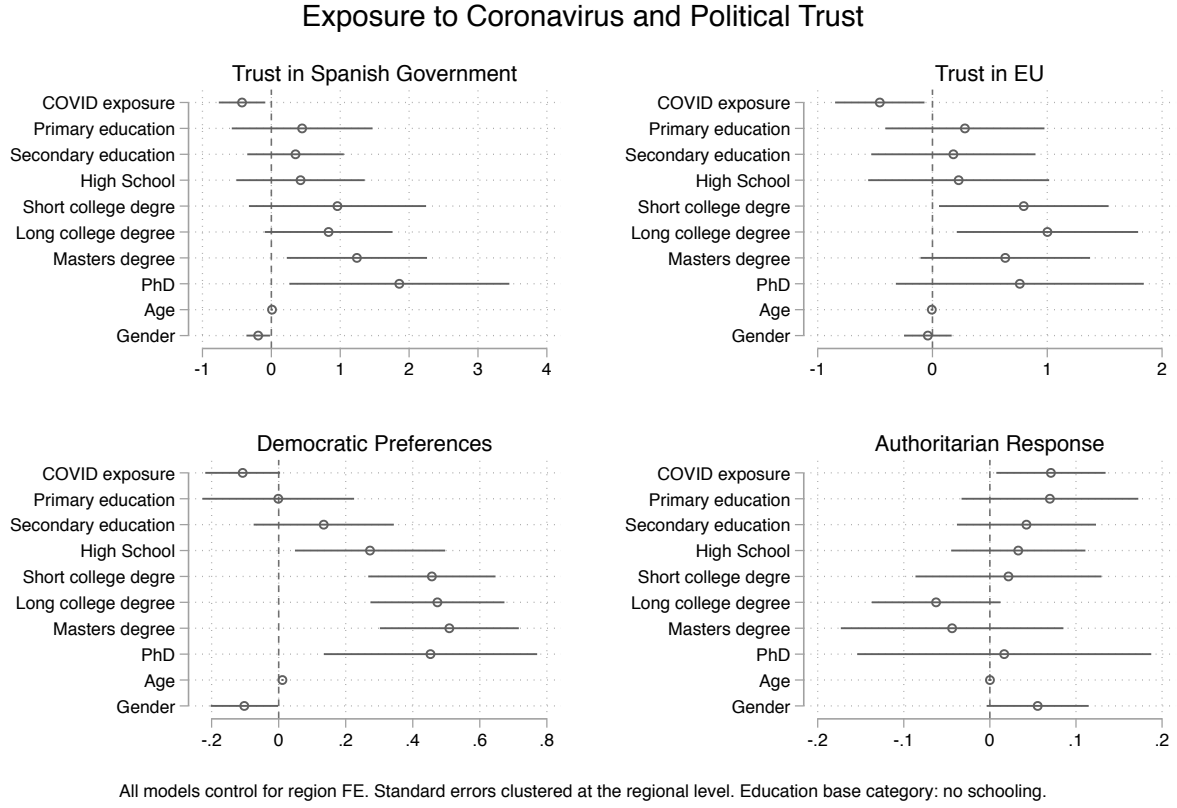 Exposure to Coronavirus and Political Trust
Trust in Spanish Government
COVID exposure
Primary education
Secondary education
High School
Short college degre
Long college degree
Masters degree
PhD
Age
Gender
-1 0 1 2 3 4
Trust in EU
COVID exposure
Primary education
Secondary education
High School
Short college degre
Long college degree
Masters degree
PhD
Age
Gender
-1 0 1 2
Democratic Preferences
COVID exposure
Primary education
Secondary education
High School
Short college degre
Long college degree
Masters degree
PhD
Age
Gender
-.2 0 .2 .4 .6 .8
Authoritarian Response
COVID exposure
Primary education
Secondary education
High School
Short college degre
Long college degree
Masters degree
PhD
Age
Gender
-.2 -.1 0 .1 .2
All models control for region FE. Standard errors clustered at the regional level. Education base category: no schooling.